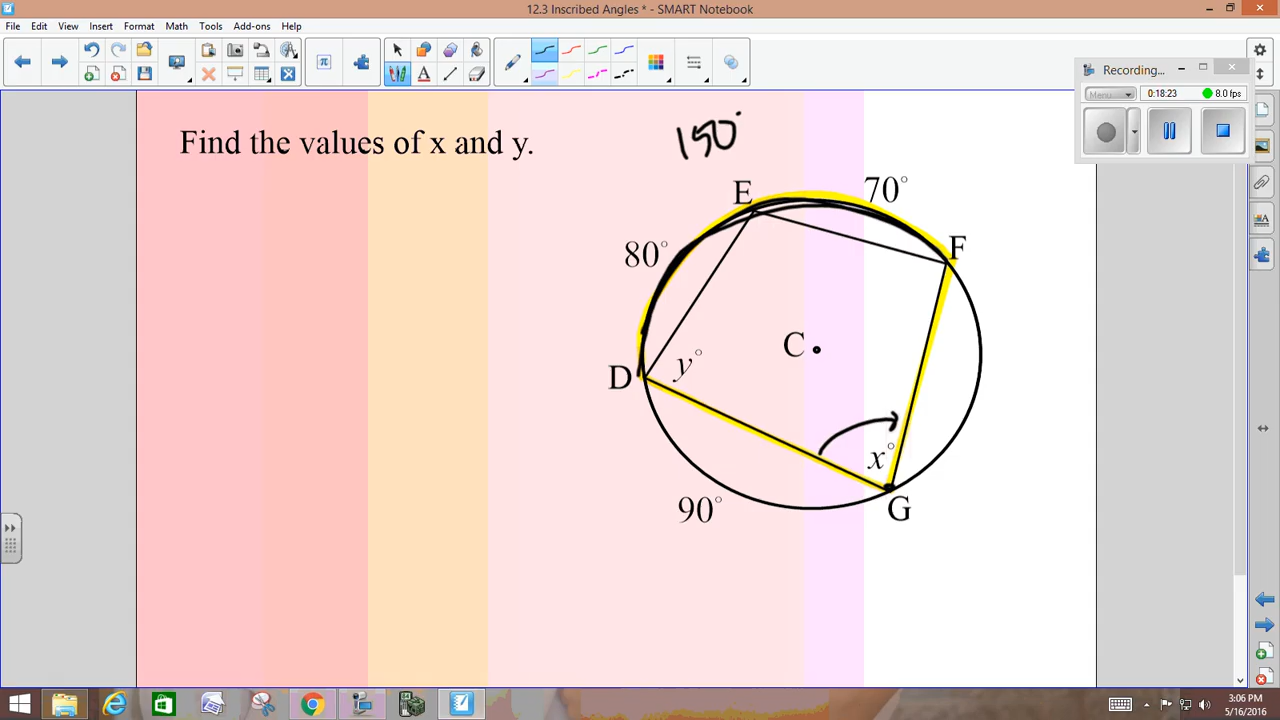 12.3 Inscribed Angles * - SMART Notebook
File Edit View Insert Format Math Tools Add-ons Help
Recording...
Menu 0:18:23 8.0 fps
Find the values of x and y.
150°
E
70°
80°
F
C
D
y°
x°
90°
G
3:06 PM
5/16/2016